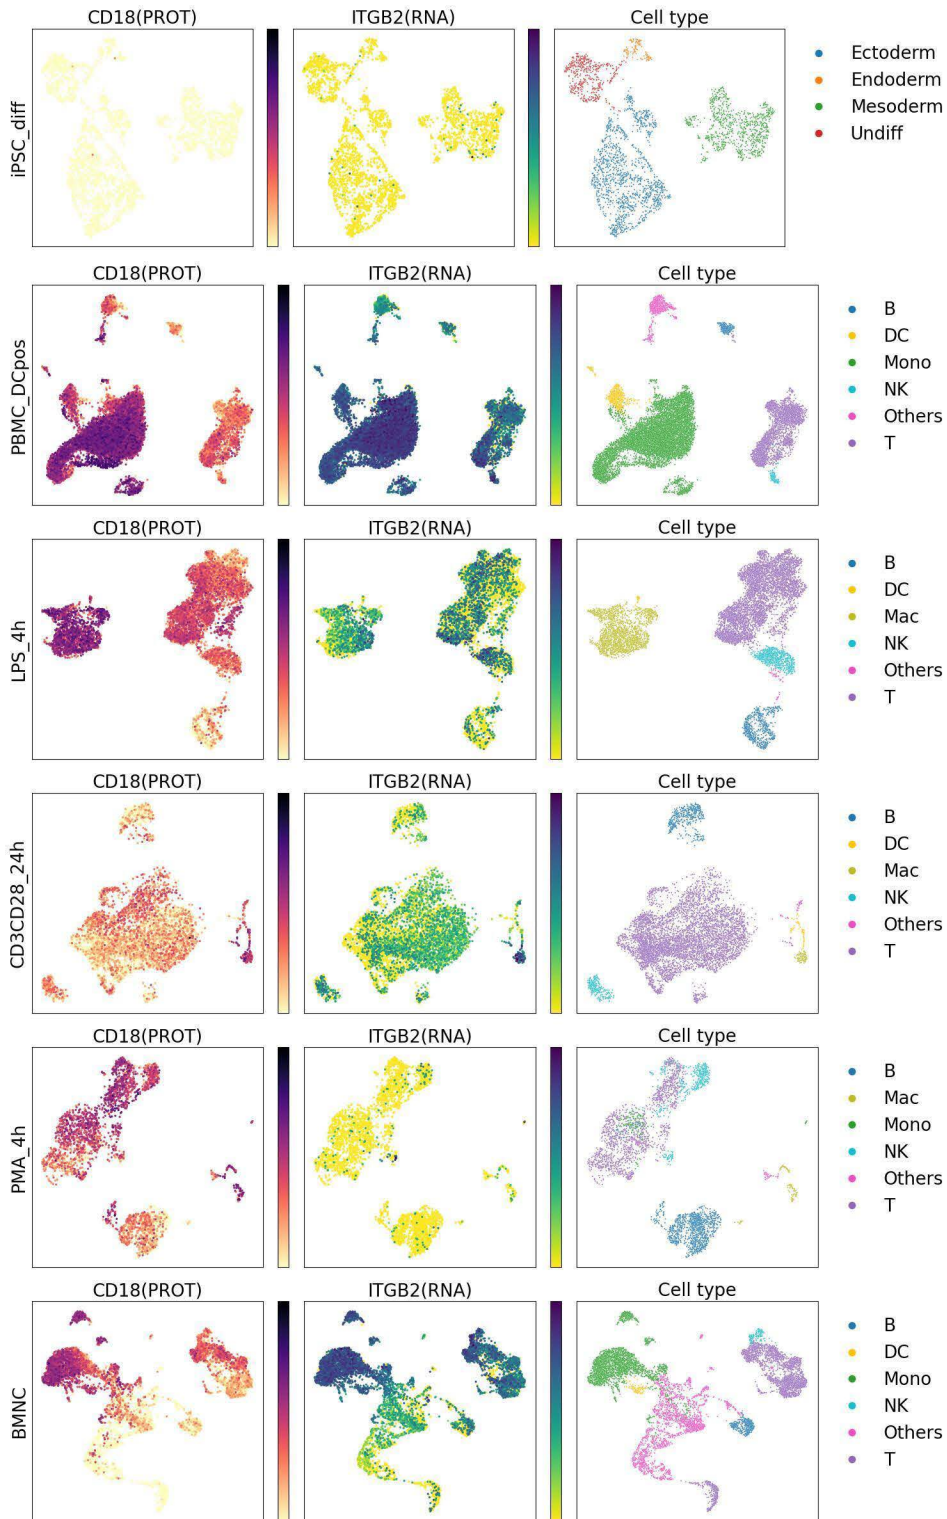 CD18(PROT) ITGB2(RNA) Cell type
iPSC_diff
Ectoderm
Endoderm
Mesoderm
Undiff
CD18(PROT) ITGB2(RNA) Cell type
PBMC_DCpos
B
DC
Mono
NK
Others
T
CD18(PROT) ITGB2(RNA) Cell type
LPS_4h
B
DC
Mac
NK
Others
T
CD18(PROT) ITGB2(RNA) Cell type
CD3CD28_24h
B
DC
Mac
NK
Others
T
CD18(PROT) ITGB2(RNA) Cell type
PMA_4h
B
Mac
Mono
NK
Others
T
CD18(PROT) ITGB2(RNA) Cell type
BMNC
B
DC
Mono
NK
Others
T